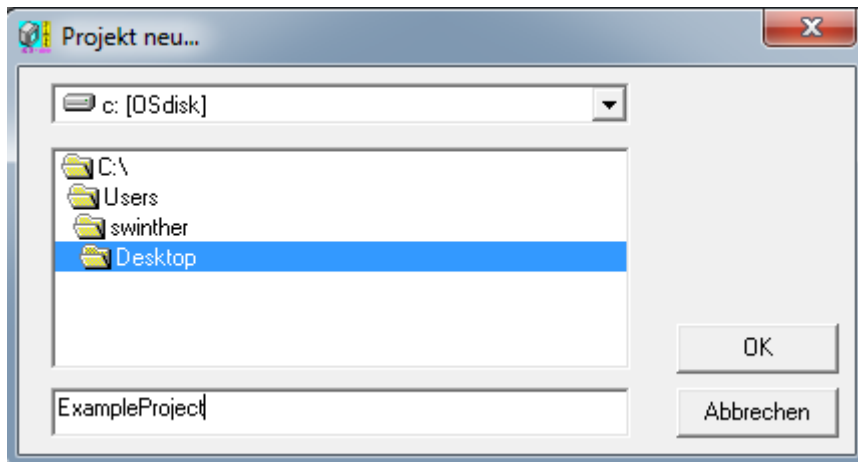 Projekt neu...
c: [OSdisk]
C:\
Users
swinther
Desktop
OK
ExampleProject
Abbrechen